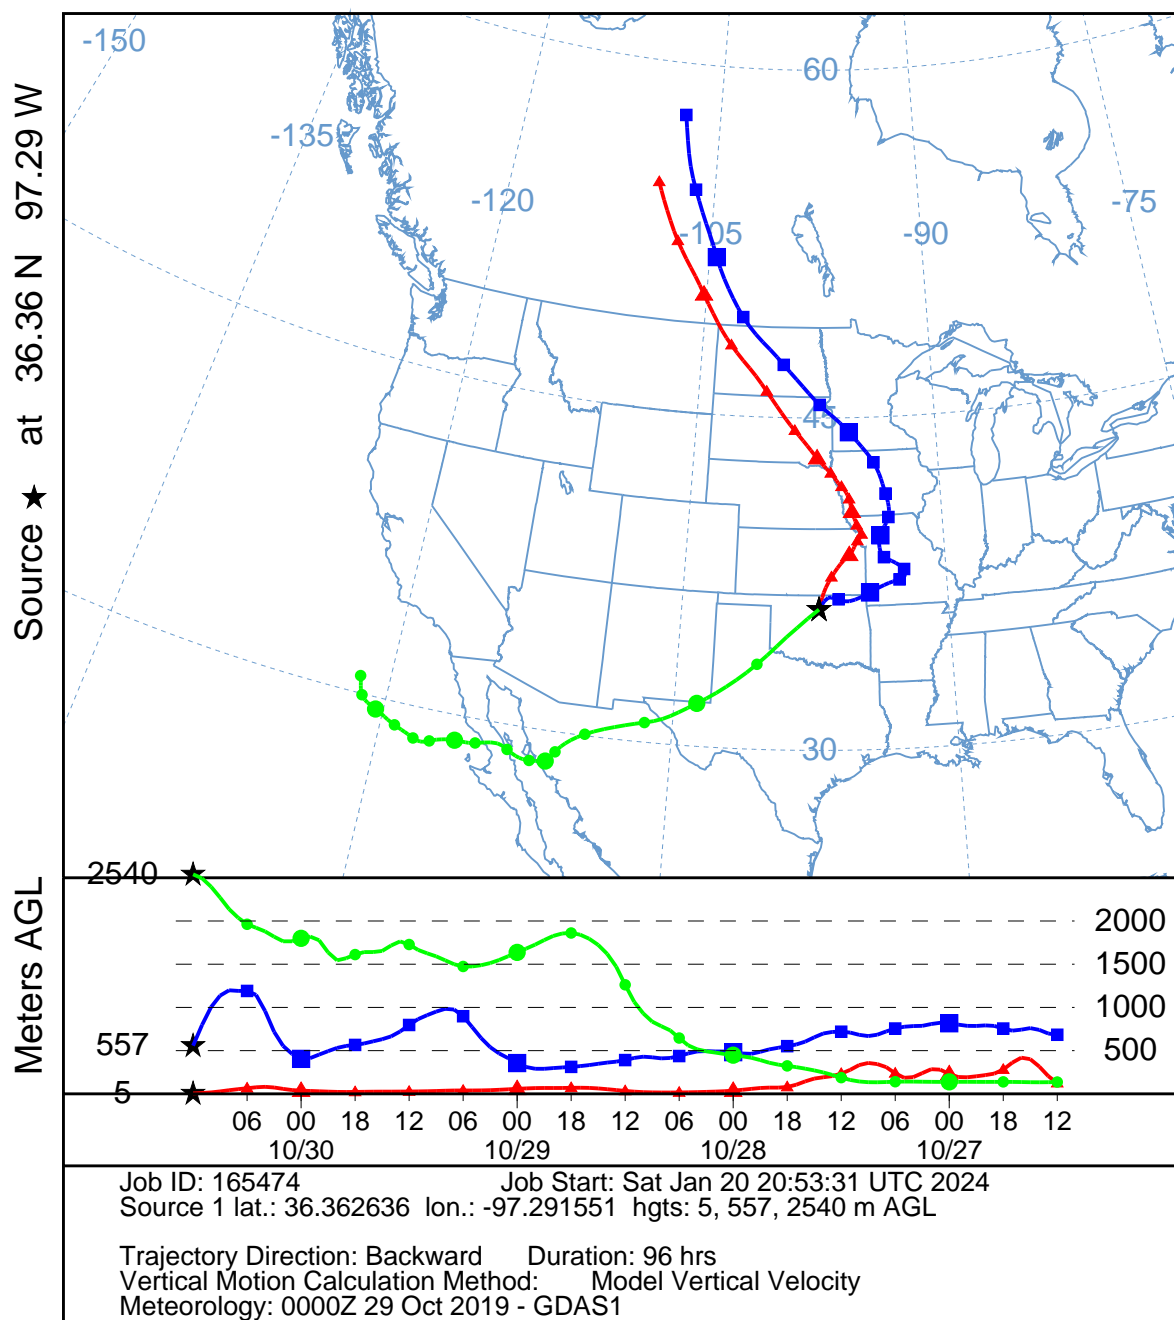 -150
60
-135
-120
-75
-105
-90
45
30
Source ★ at 36.36 N 97.29 W
Meters AGL
2540
2000
1500
1000
557
500
5
06 00 18 12 06 00 18 12 06 00 18 12 06 00 18 12
10/30 10/29 10/28 10/27
Job ID: 165474 Job Start: Sat Jan 20 20:53:31 UTC 2024
Source 1 lat.: 36.362636 lon.: -97.291551 hgts: 5, 557, 2540 m AGL
Trajectory Direction: Backward Duration: 96 hrs
Vertical Motion Calculation Method: Model Vertical Velocity
Meteorology: 0000Z 29 Oct 2019 - GDAS1